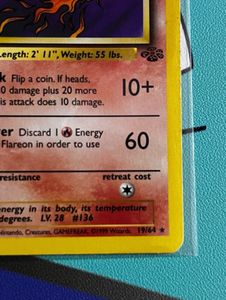 Length: 2' 11", Weight: 55 lbs.
k Flip a coin. If heads,
0 damage plus 20 more
is attack does 10 damage.
10+
er Discard 1 Energy
Flareon in order to use
60
resistance
retreat cost
energy in its body, its temperature
degrees. LV. 28 #136
Nintendo, Creatures, GAMEFREAK. ©1999 Wizards. 19/64 ★